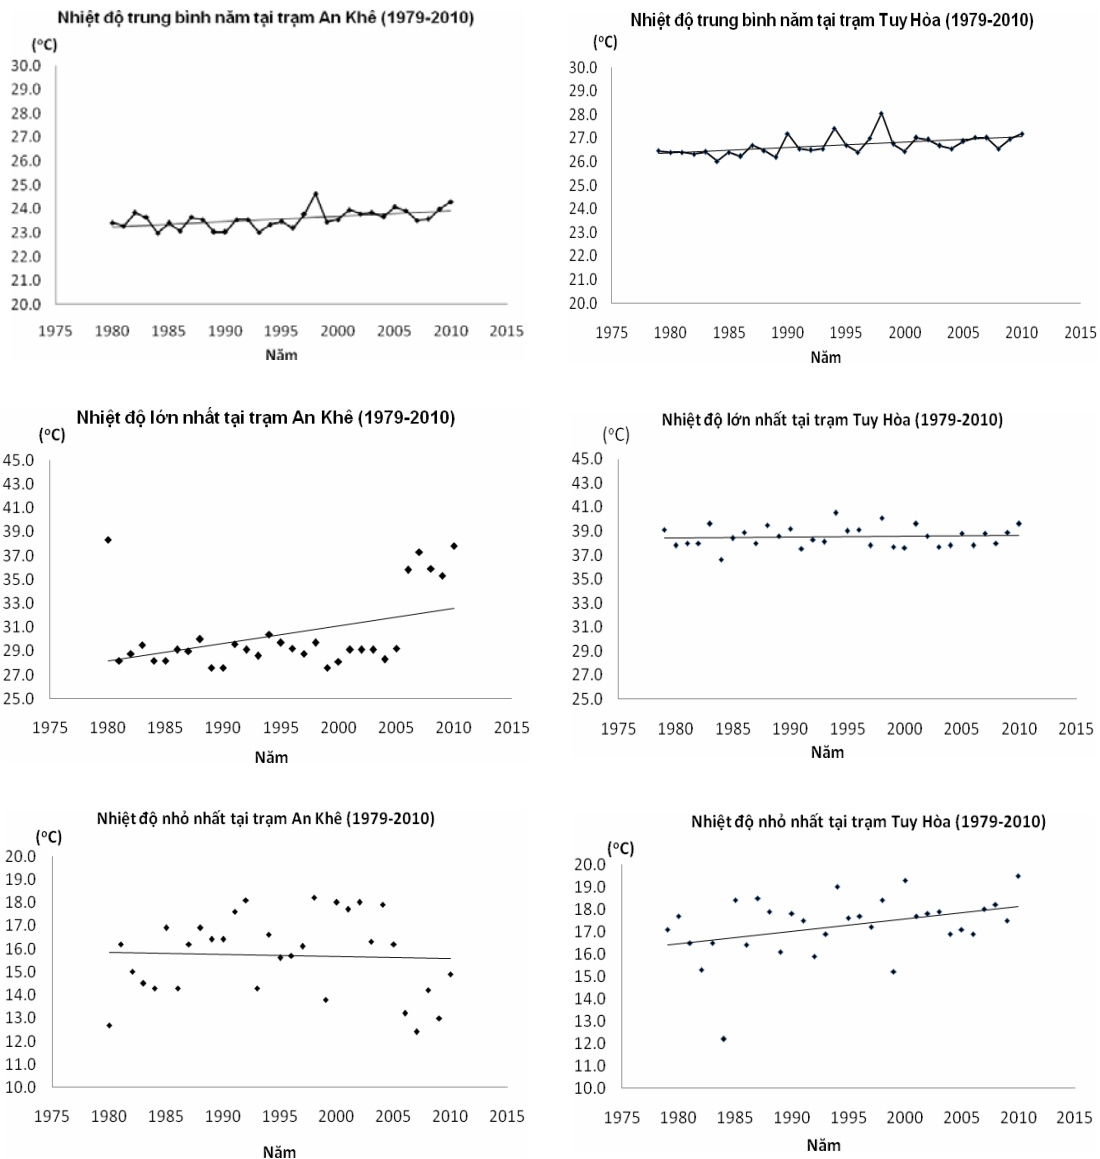 Nhiệt độ trung bình năm tại trạm An Khê (1979-2010)
(°C)
30.0
29.0
28.0
27.0
26.0
25.0
24.0
23.0
22.0
21.0
20.0
1975 1980 1985 1990 1995 2000 2005 2010 2015
Năm
Nhiệt độ trung bình năm tại trạm Tuy Hòa (1979-2010)
(°C)
30.0
29.0
28.0
27.0
26.0
25.0
24.0
23.0
22.0
21.0
20.0
1975 1980 1985 1990 1995 2000 2005 2010 2015
Năm
Nhiệt độ lớn nhất tại trạm An Khê (1979-2010)
(°C)
45.0
43.0
41.0
39.0
37.0
35.0
33.0
31.0
29.0
27.0
25.0
1975 1980 1985 1990 1995 2000 2005 2010 2015
Năm
Nhiệt độ lớn nhất tại trạm Tuy Hòa (1979-2010)
(°C)
45.0
43.0
41.0
39.0
37.0
35.0
33.0
31.0
29.0
27.0
25.0
1975 1980 1985 1990 1995 2000 2005 2010 2015
Năm
Nhiệt độ nhỏ nhất tại trạm An Khê (1979-2010)
(°C)
20.0
19.0
18.0
17.0
16.0
15.0
14.0
13.0
12.0
11.0
10.0
1975 1980 1985 1990 1995 2000 2005 2010 2015
Năm
Nhiệt độ nhỏ nhất tại trạm Tuy Hòa (1979-2010)
(°C)
20.0
19.0
18.0
17.0
16.0
15.0
14.0
13.0
12.0
11.0
10.0
1975 1980 1985 1990 1995 2000 2005 2010 2015
Năm